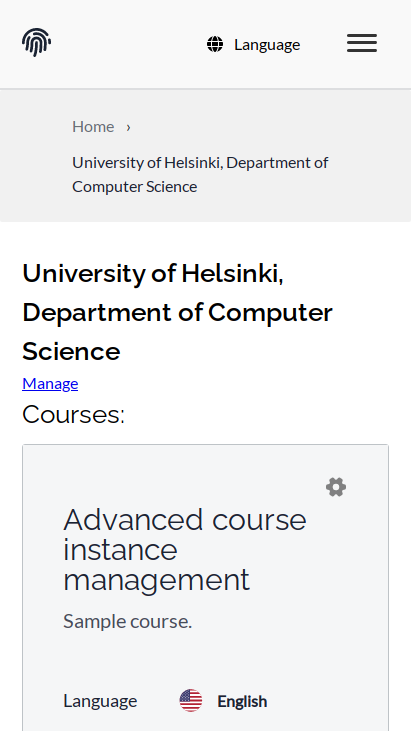 Language
Home ›
University of Helsinki, Department of
Computer Science
University of Helsinki,
Department of Computer
Science
Manage
Courses:
Advanced course
instance
management
Sample course.
Language English